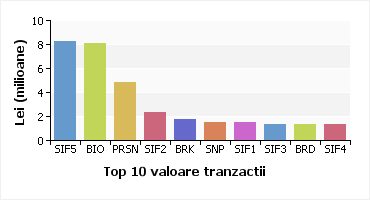 Lei (milioane)
10
8
6
4
2
0
SIF5 BIO PRSN SIF2 BRK SNP SIF1 SIF3 BRD SIF4
Top 10 valoare tranzactii